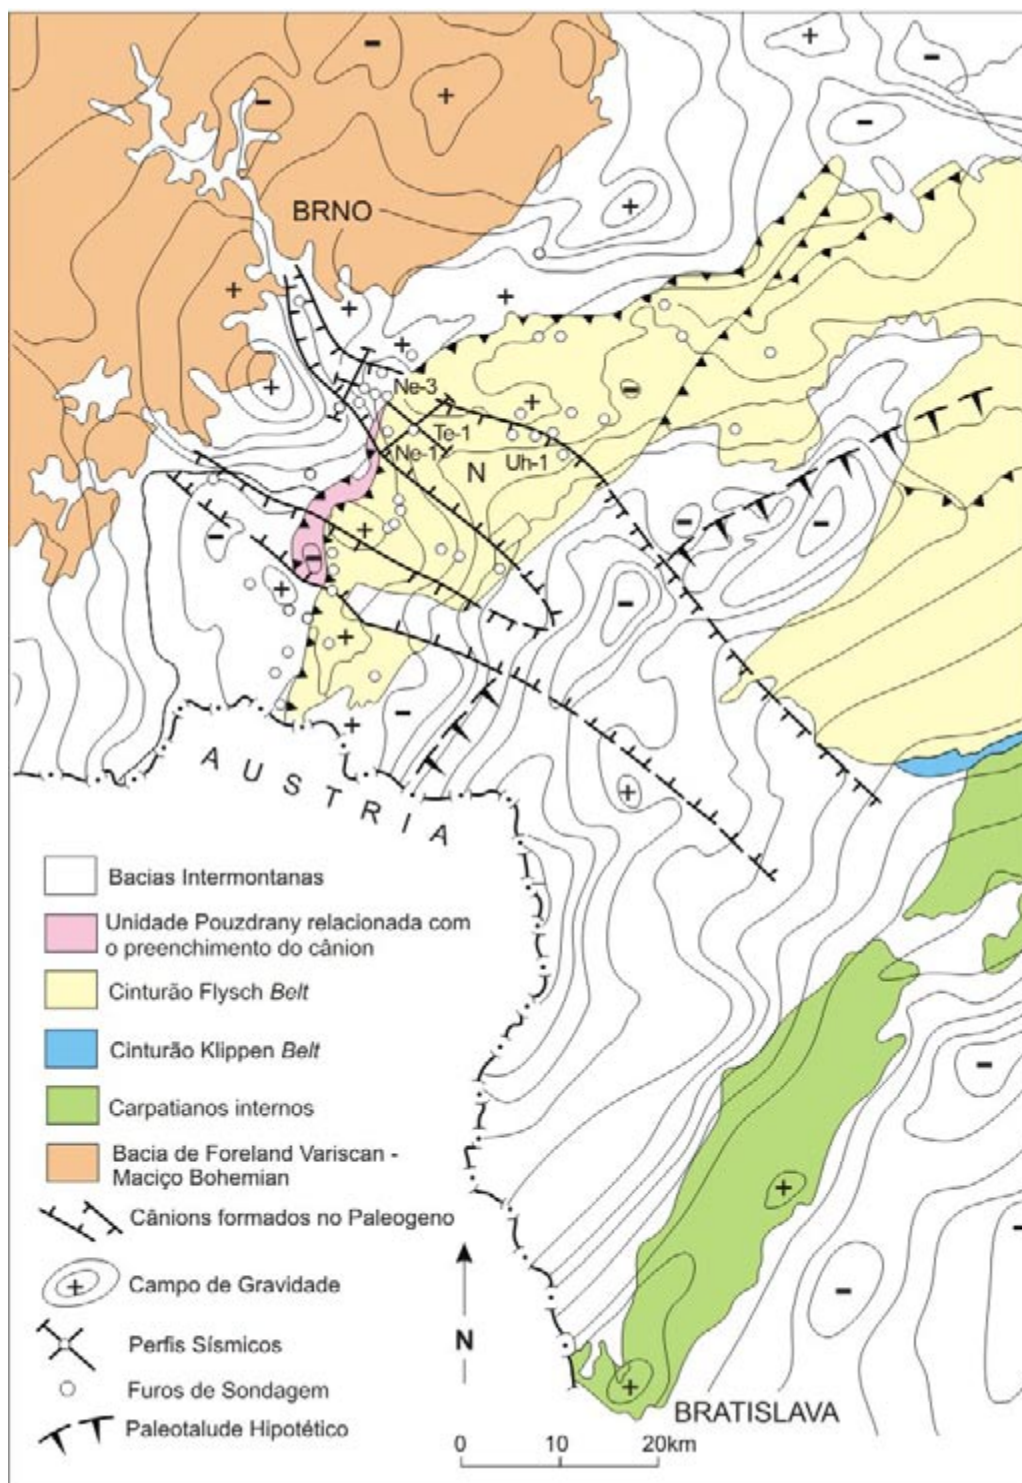 BRNO
Ne-3
Te-1
Ne-1
Uh-1
N
AUSTRIA
Bacias Intermontanas
Unidade Pouzdrany relacionada com
o preenchimento do cânion
Cinturão Flysch Belt
Cinturão Klippen Belt
Carpatianos internos
Bacia de Foreland Variscan -
Maciço Bohemian
Cânions formados no Paleogeno
Campo de Gravidade
Perfis Sísmicos
Furos de Sondagem
Paleotalude Hipotético
N
BRATISLAVA
0 10 20km